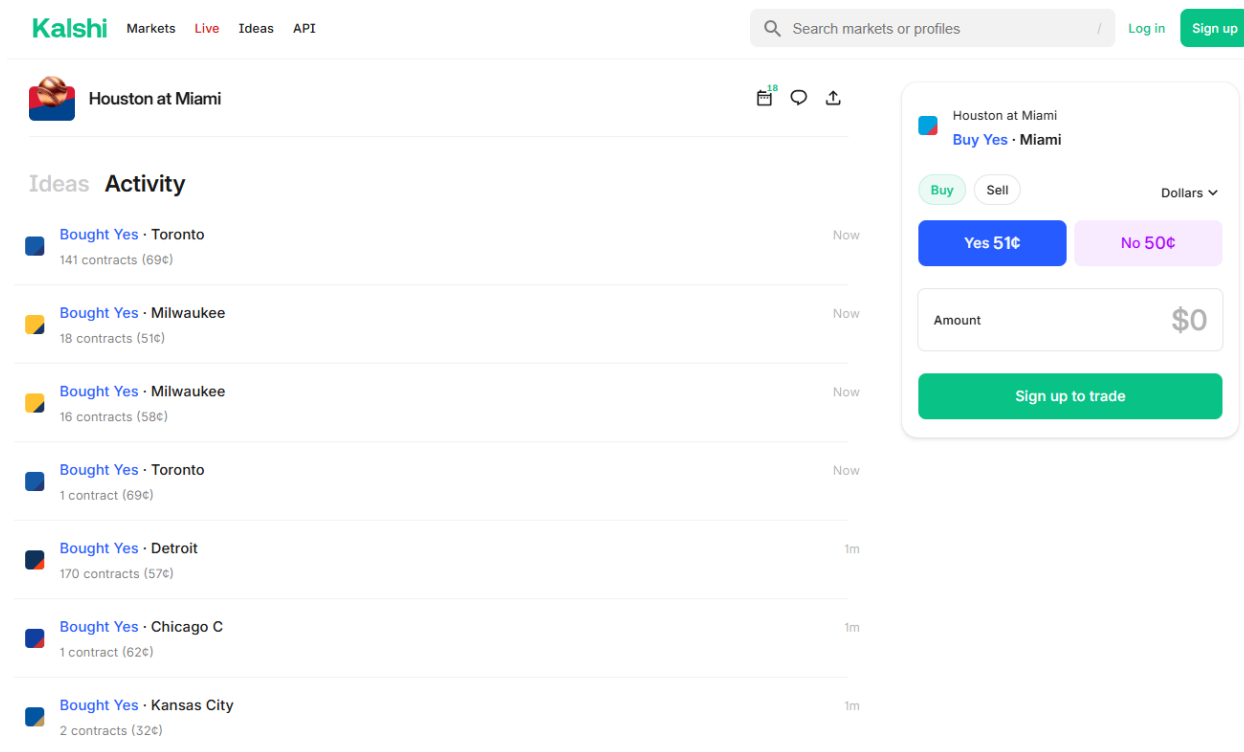 Kalshi Markets Live Ideas API Search markets or profiles / Log in Sign up
Houston at Miami 18
Ideas Activity
Bought Yes · Toronto Now
141 contracts (69¢)
Bought Yes · Milwaukee Now
18 contracts (51¢)
Bought Yes · Milwaukee Now
16 contracts (58¢)
Bought Yes · Toronto Now
1 contract (69¢)
Bought Yes · Detroit 1m
170 contracts (57¢)
Bought Yes · Chicago C 1m
1 contract (62¢)
Bought Yes · Kansas City 1m
2 contracts (32¢)
Houston at Miami
Buy Yes · Miami
Buy Sell Dollars
Yes 51¢ No 50¢
Amount $0
Sign up to trade